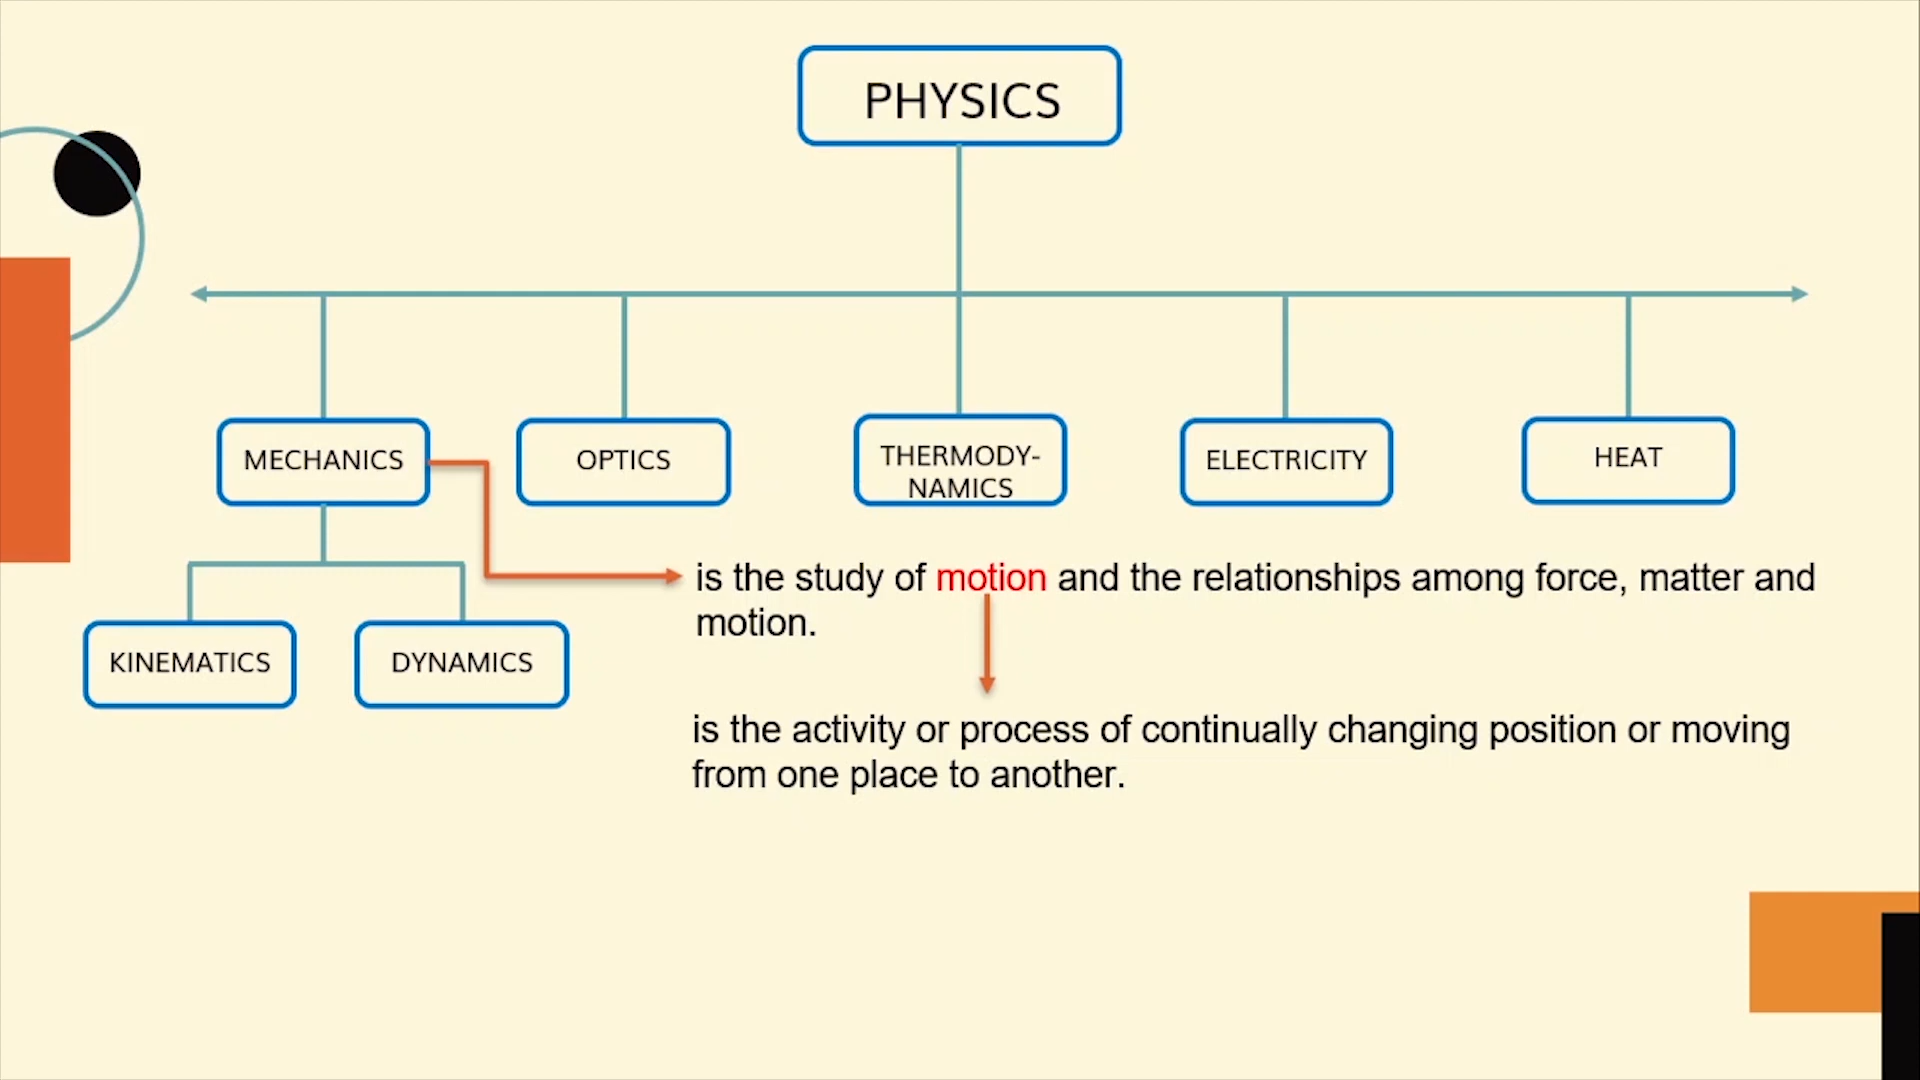 PHYSICS
MECHANICS
OPTICS
THERMODY-
NAMICS
ELECTRICITY
HEAT
is the study of motion and the relationships among force, matter and
motion.
KINEMATICS
DYNAMICS
is the activity or process of continually changing position or moving
from one place to another.